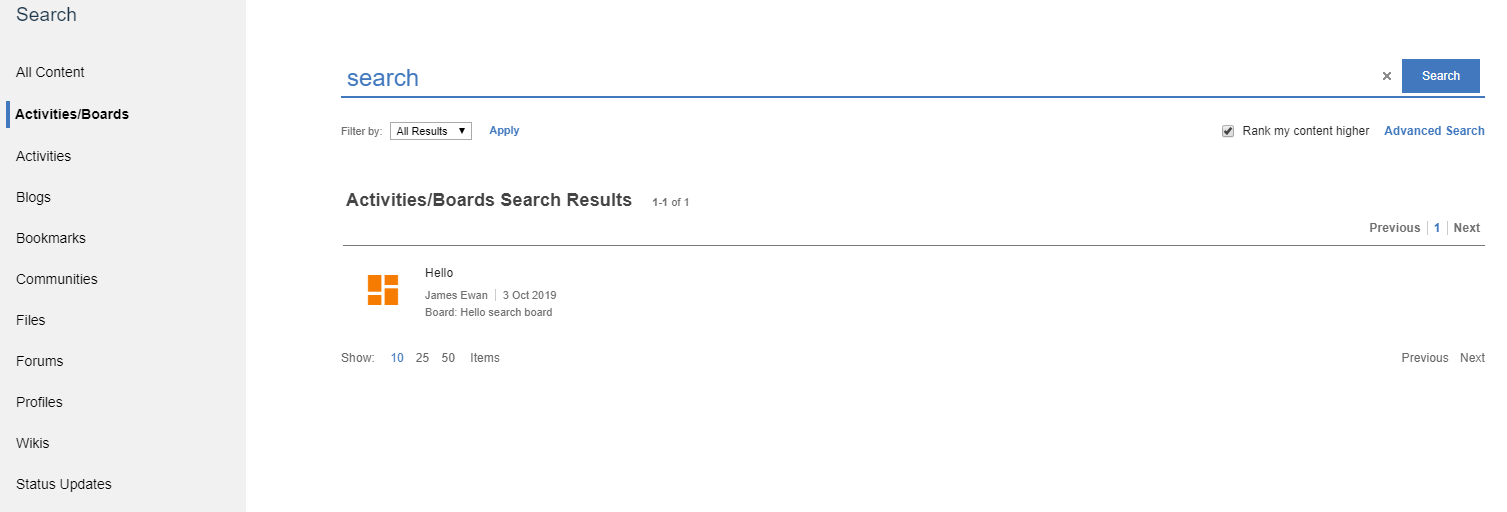 Search
All Content
Activities/Boards
Activities
Blogs
Bookmarks
Communities
Files
Forums
Profiles
Wikis
Status Updates
search
× Search
Filter by: All Results ▼ Apply
Rank my content higher Advanced Search
Activities/Boards Search Results 1-1 of 1
Previous 1 Next
Hello
James Ewan 3 Oct 2019
Board: Hello search board
Show: 10 25 50 Items
Previous Next